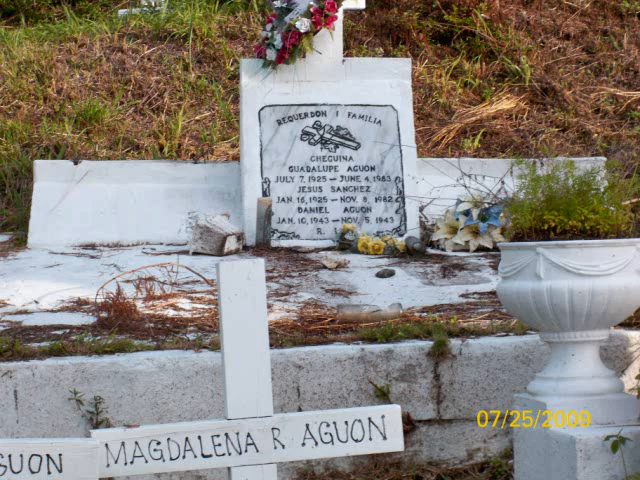 REQUERDON I FAMILIA
CHEGUINA
GUADALUPE AGUON
JULY 7, 1925 — JUNE 4, 1983
JESUS SANCHEZ
JAN. 16, 1925 — NOV. 8, 1982
DANIEL AGUON
JAN. 10, 1943 — NOV. 5, 1943
R. I.
MAGDALENA R AGUON
GUON
07/25/2009